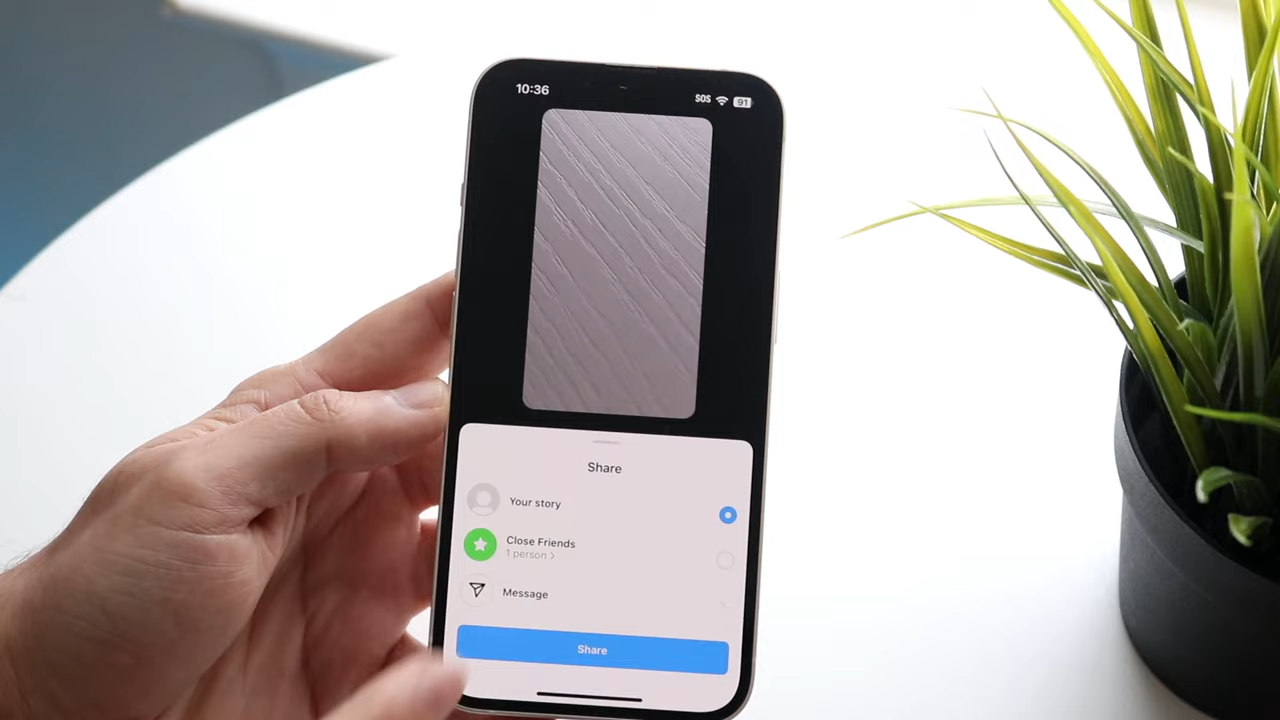 10:36
SOS 91
Share
Your story
Close Friends
1 person >
Message
Share